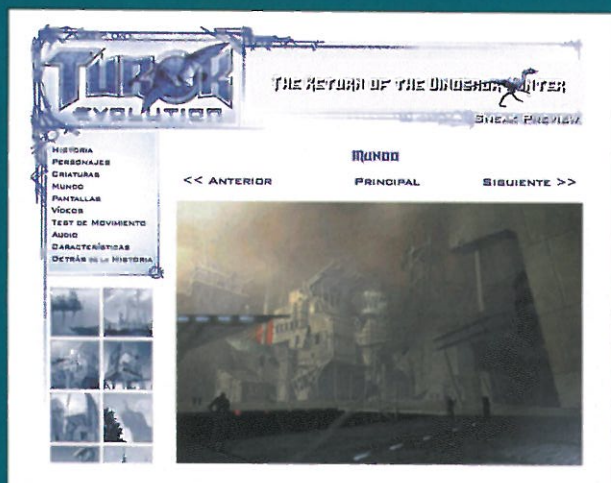 TUROK
EVOLUTION
THE RETURN OF THE DINOSAUR HUNTER
SNEAK PREVIEW
HISTORIA
PERSONAJES
CRIATURAS
MUNDO
PANTALLAS
VÍDEOS
TEST DE MOVIMIENTO
AUDIO
CARACTERÍSTICAS
DETRÁS DE LA HISTORIA
MUNDO
<< ANTERIOR
PRINCIPAL
SIGUIENTE >>